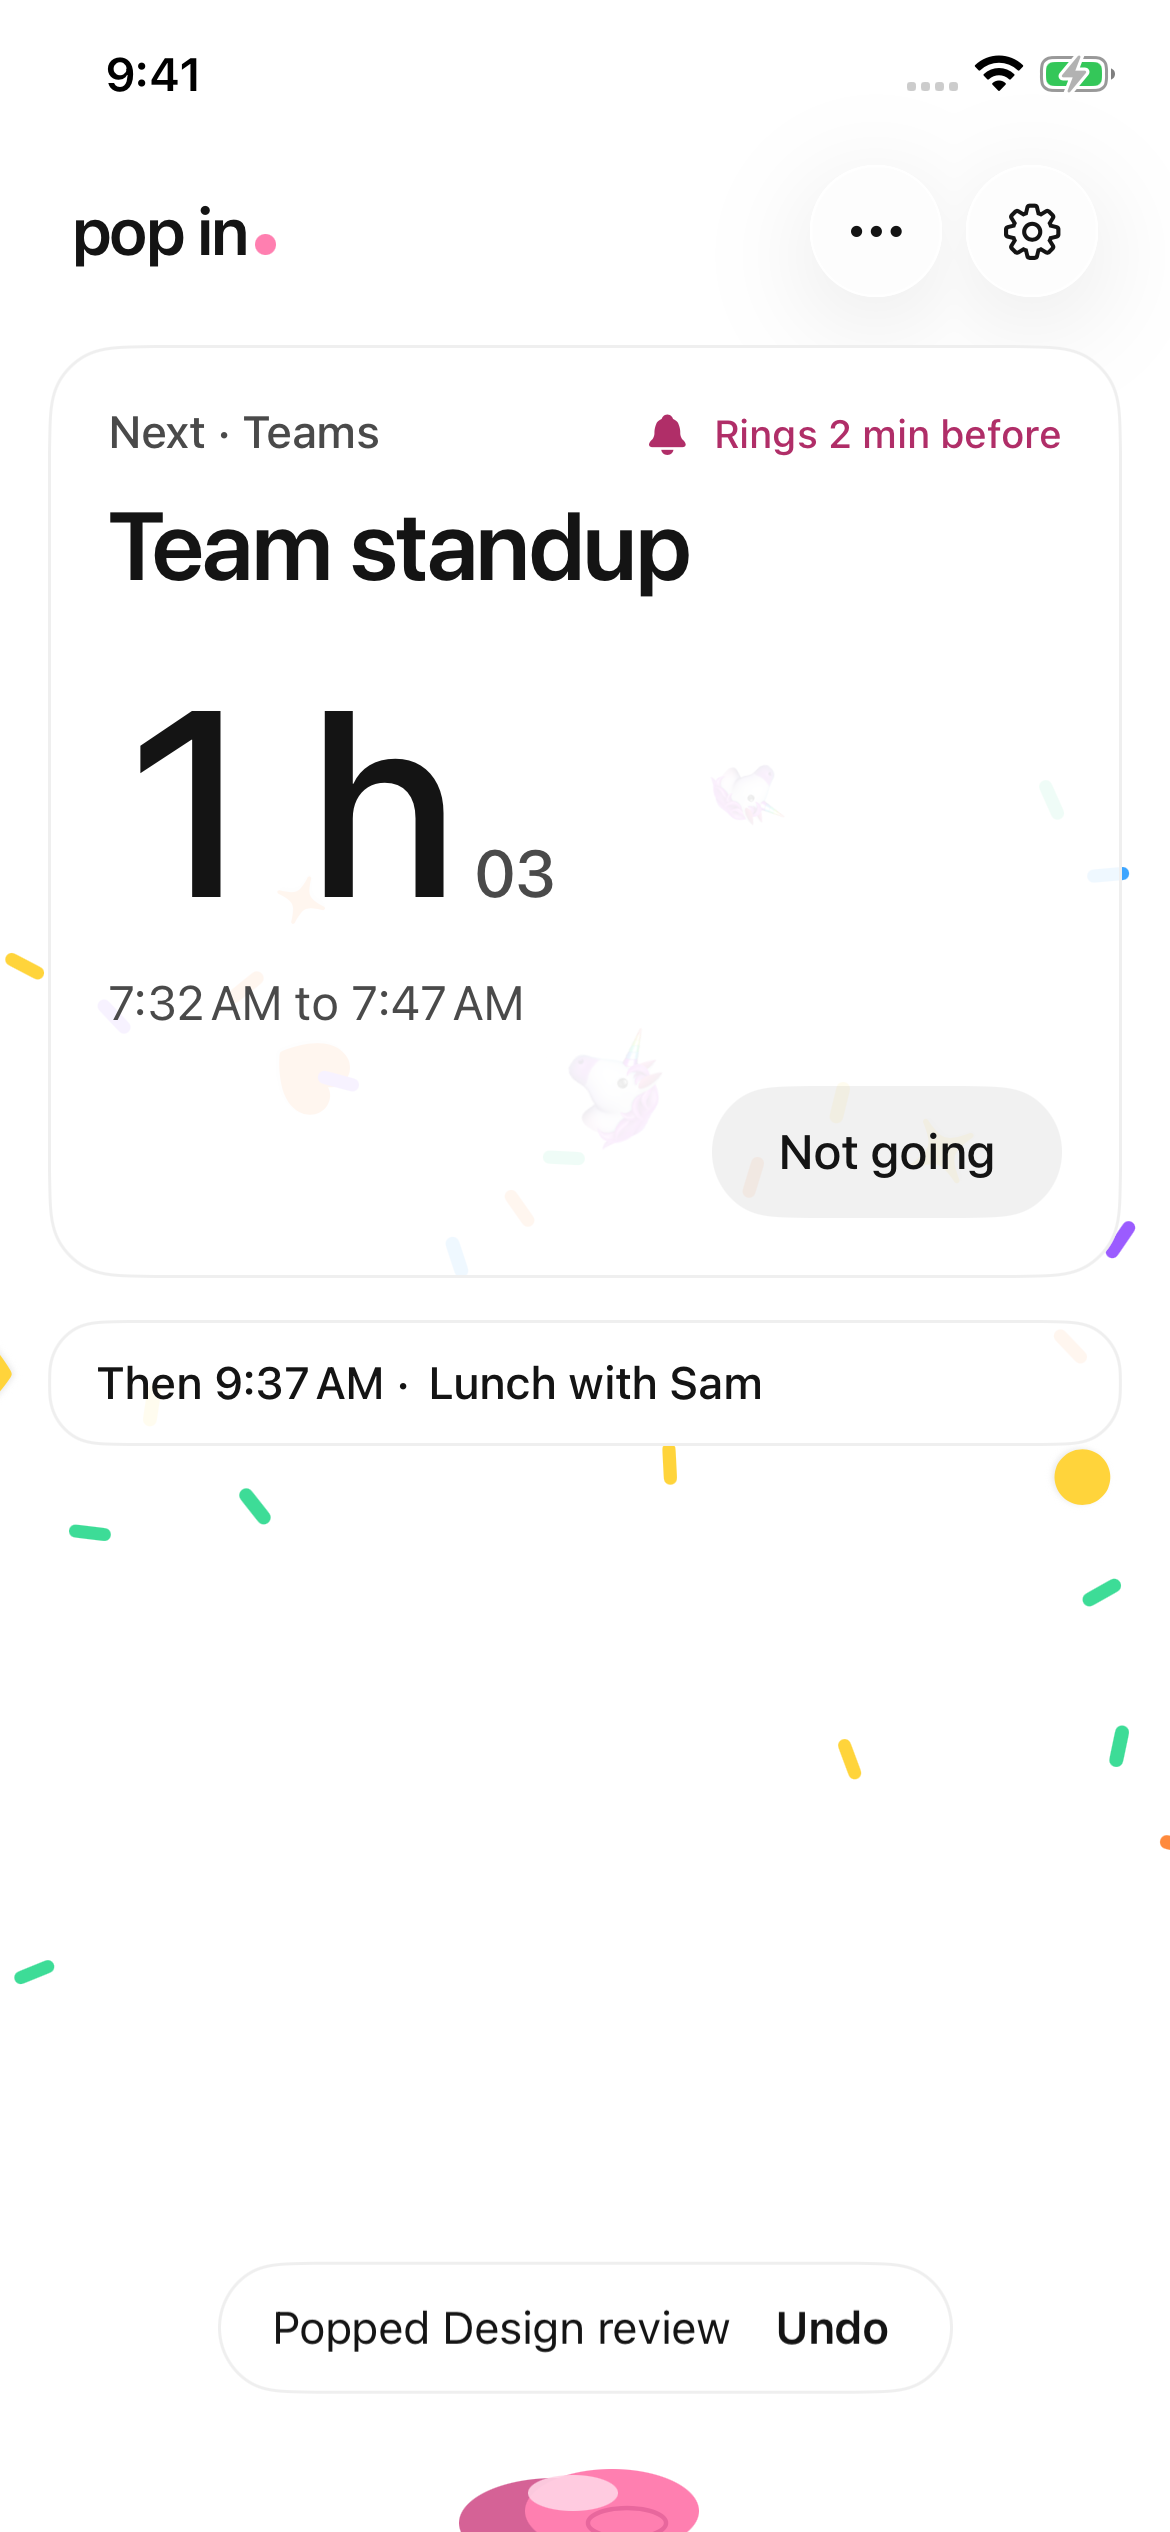 9:41
pop in
Next · Teams
Rings 2 min before
Team standup
1 h 03
7:32 AM to 7:47 AM
Not going
Then 9:37 AM · Lunch with Sam
Popped Design review Undo